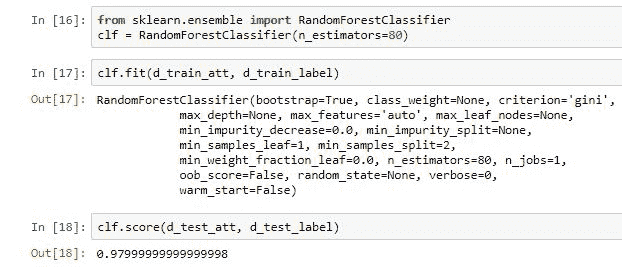 In [16]: from sklearn.ensemble import RandomForestClassifier
clf = RandomForestClassifier(n_estimators=80)
In [17]: clf.fit(d_train_att, d_train_label)
Out[17]: RandomForestClassifier(bootstrap=True, class_weight=None, criterion='gini',
max_depth=None, max_features='auto', max_leaf_nodes=None,
min_impurity_decrease=0.0, min_impurity_split=None,
min_samples_leaf=1, min_samples_split=2,
min_weight_fraction_leaf=0.0, n_estimators=80, n_jobs=1,
oob_score=False, random_state=None, verbose=0,
warm_start=False)
In [18]: clf.score(d_test_att, d_test_label)
Out[18]: 0.97999999999999998